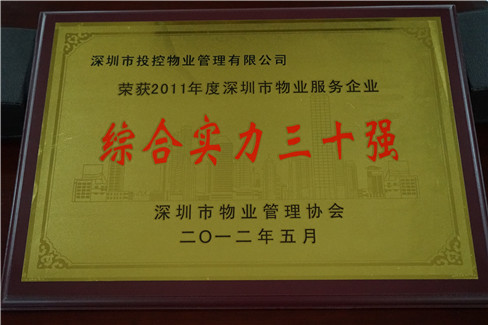 深圳市投控物业管理有限公司
荣获2011年度深圳市物业服务企业
综合实力三十强
深圳市物业管理协会
二〇一二年五月